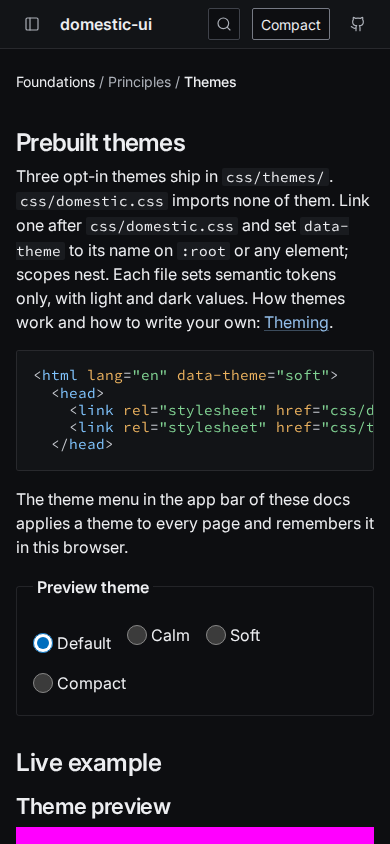 domestic-ui Compact
Foundations / Principles / Themes
Prebuilt themes
Three opt-in themes ship in css/themes/.
css/domestic.css imports none of them. Link
one after css/domestic.css and set data-
theme to its name on :root or any element;
scopes nest. Each file sets semantic tokens
only, with light and dark values. How themes
work and how to write your own: Theming.
<html lang="en" data-theme="soft">
<head>
<link rel="stylesheet" href="css/d
<link rel="stylesheet" href="css/t
</head>
The theme menu in the app bar of these docs
applies a theme to every page and remembers it
in this browser.
Preview theme
Default Calm Soft
Compact
Live example
Theme preview